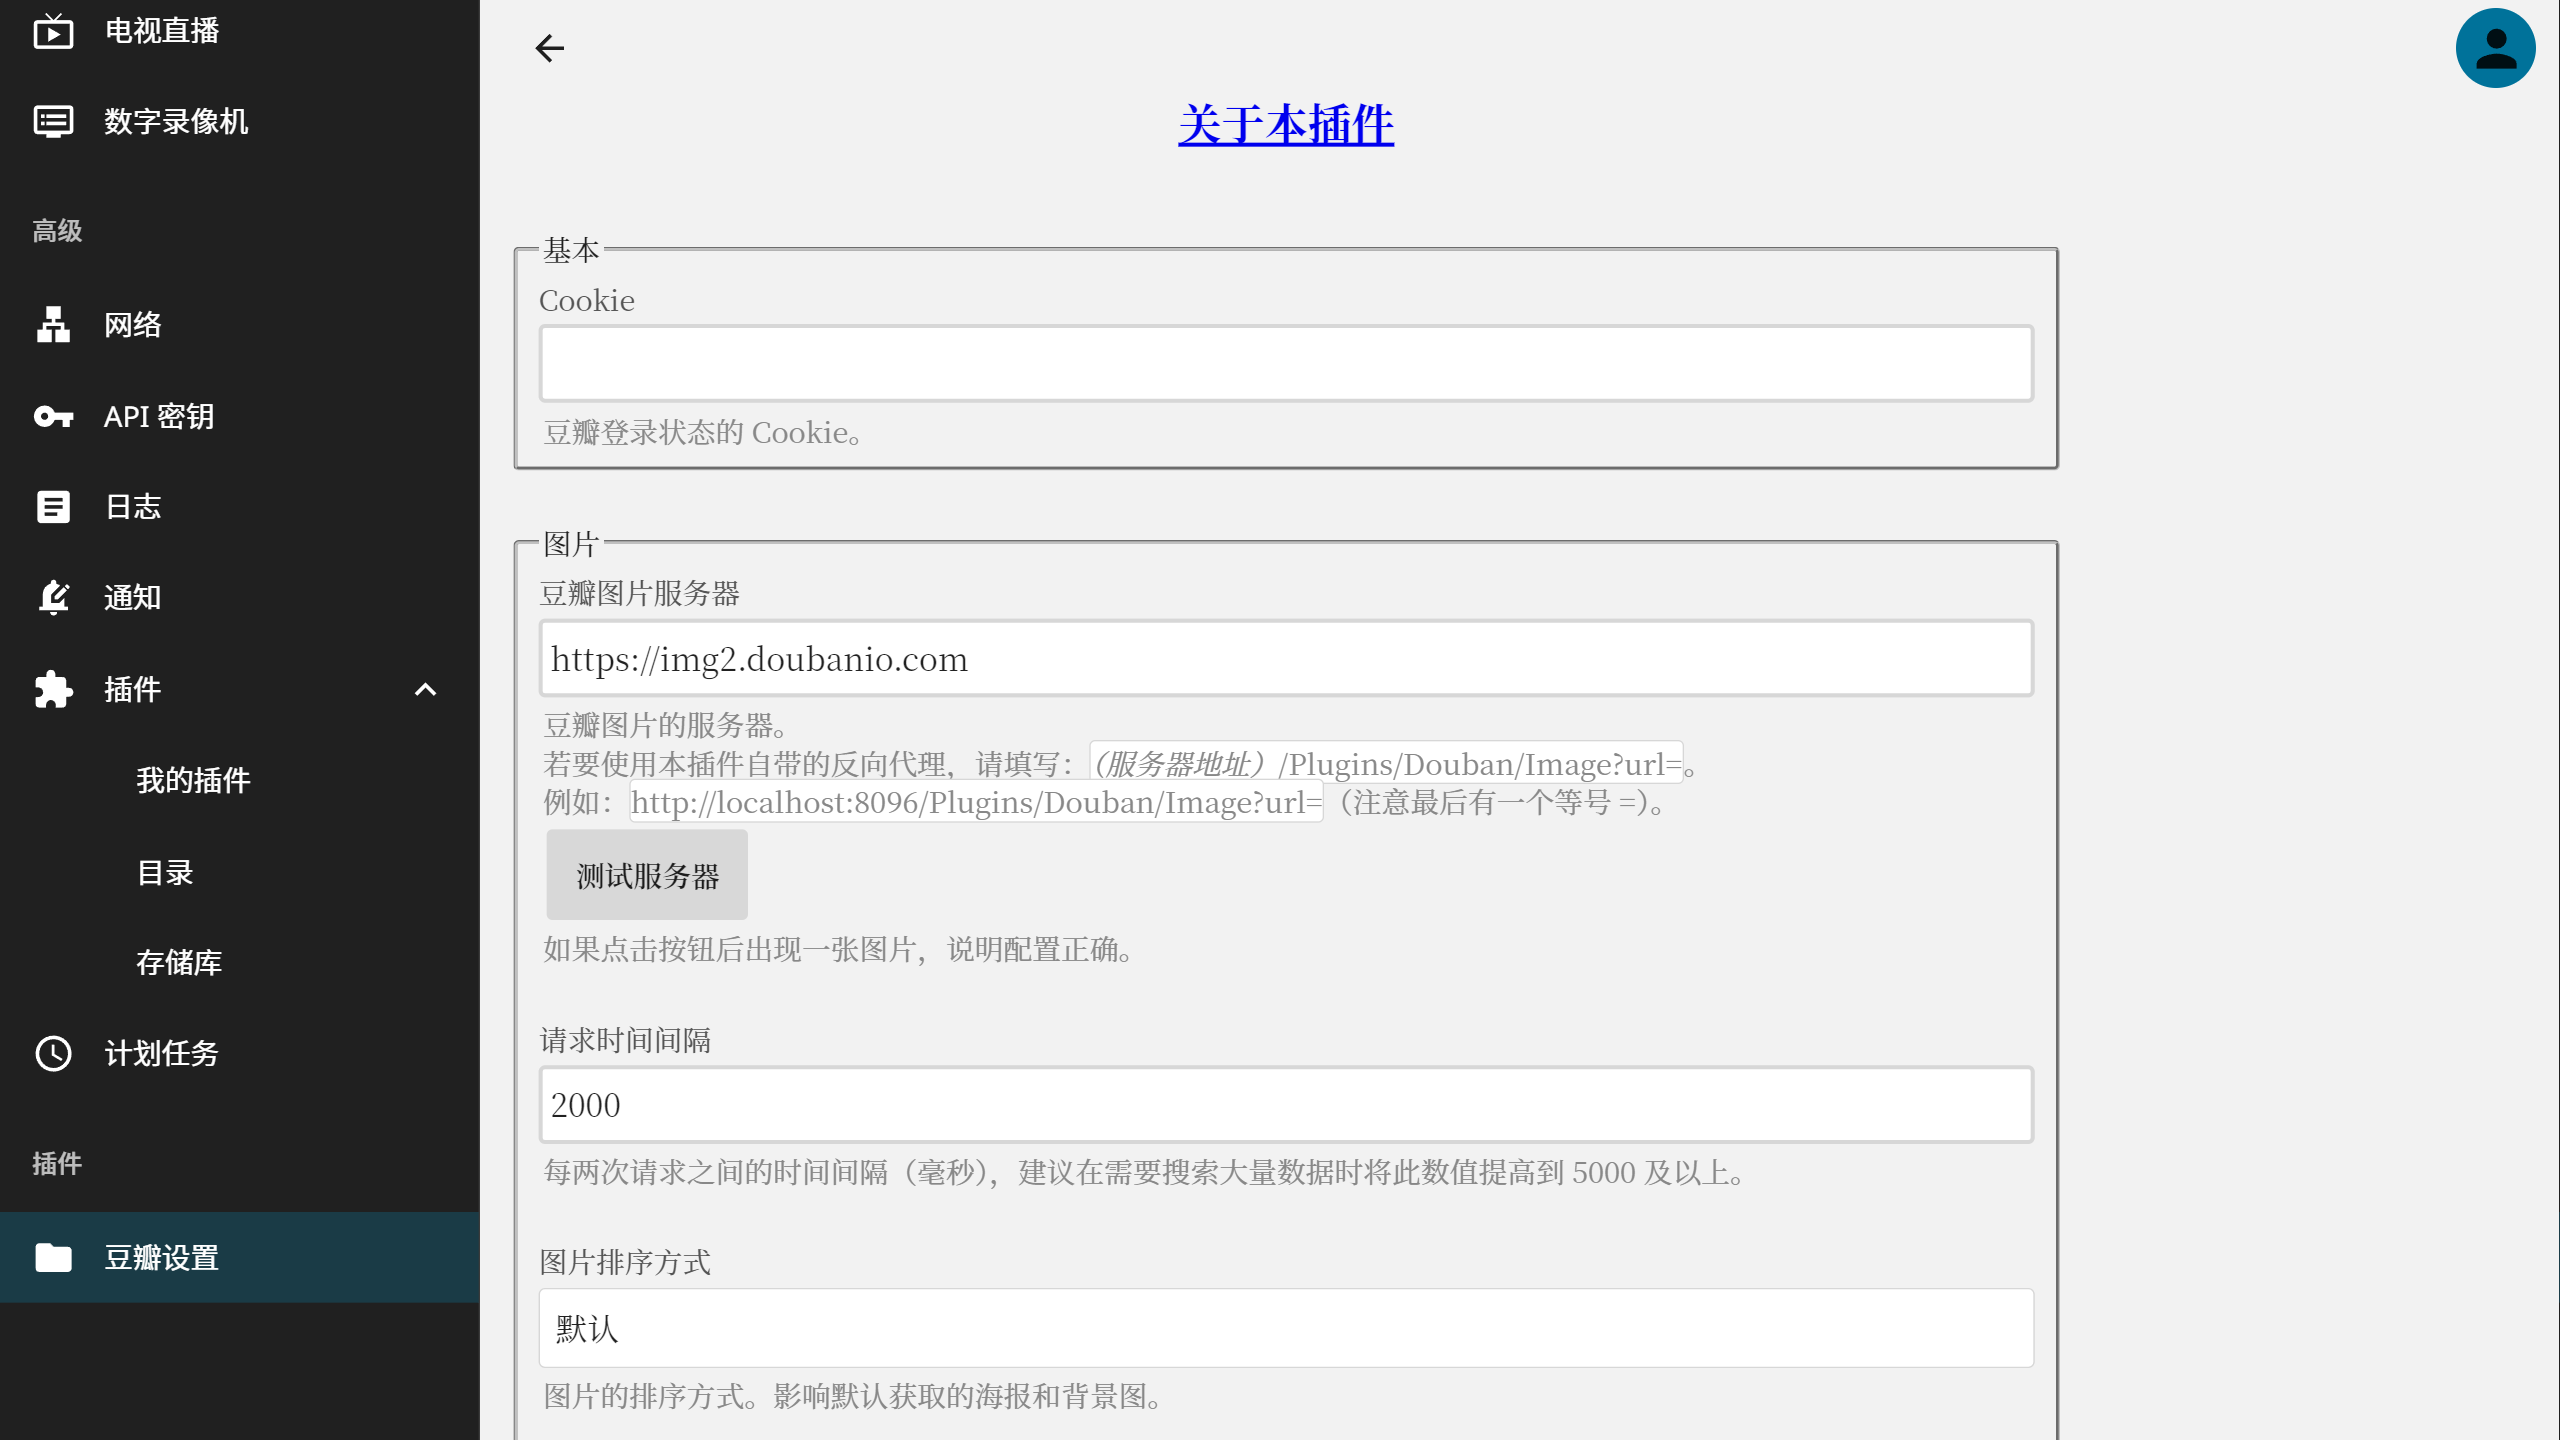 电视直播
数字录像机
高级
网络
API 密钥
日志
通知
插件
我的插件
目录
存储库
计划任务
插件
豆瓣设置
关于本插件
基本
Cookie
豆瓣登录状态的 Cookie。
图片
豆瓣图片服务器
https://img2.doubanio.com
豆瓣图片的服务器。
若要使用本插件自带的反向代理，请填写：（服务器地址）/Plugins/Douban/Image?url=。
例如：http://localhost:8096/Plugins/Douban/Image?url=（注意最后有一个等号 =）。
测试服务器
如果点击按钮后出现一张图片，说明配置正确。
请求时间间隔
2000
每两次请求之间的时间间隔（毫秒），建议在需要搜索大量数据时将此数值提高到 5000 及以上。
图片排序方式
默认
图片的排序方式。影响默认获取的海报和背景图。